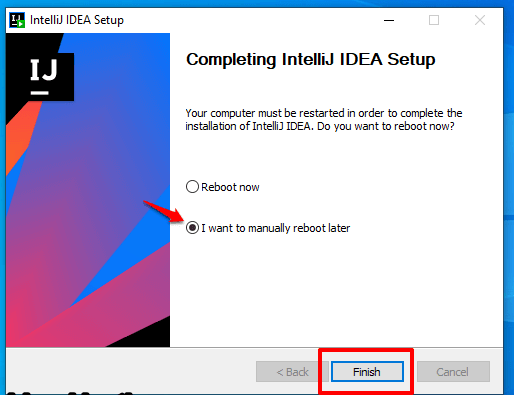 IntelliJ IDEA Setup
IJ
Completing IntelliJ IDEA Setup
Your computer must be restarted in order to complete the
installation of IntelliJ IDEA. Do you want to reboot now?
Reboot now
I want to manually reboot later
< Back
Finish
Cancel